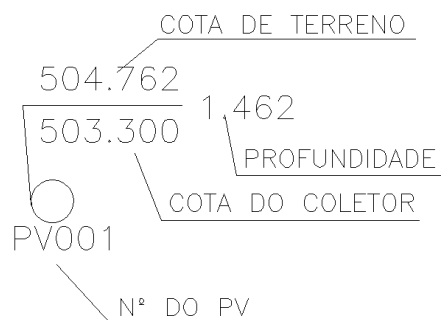 COTA DE TERRENO
504.762
1.462
503.300
PROFUNDIDADE
COTA DO COLETOR
PV001
Nº DO PV